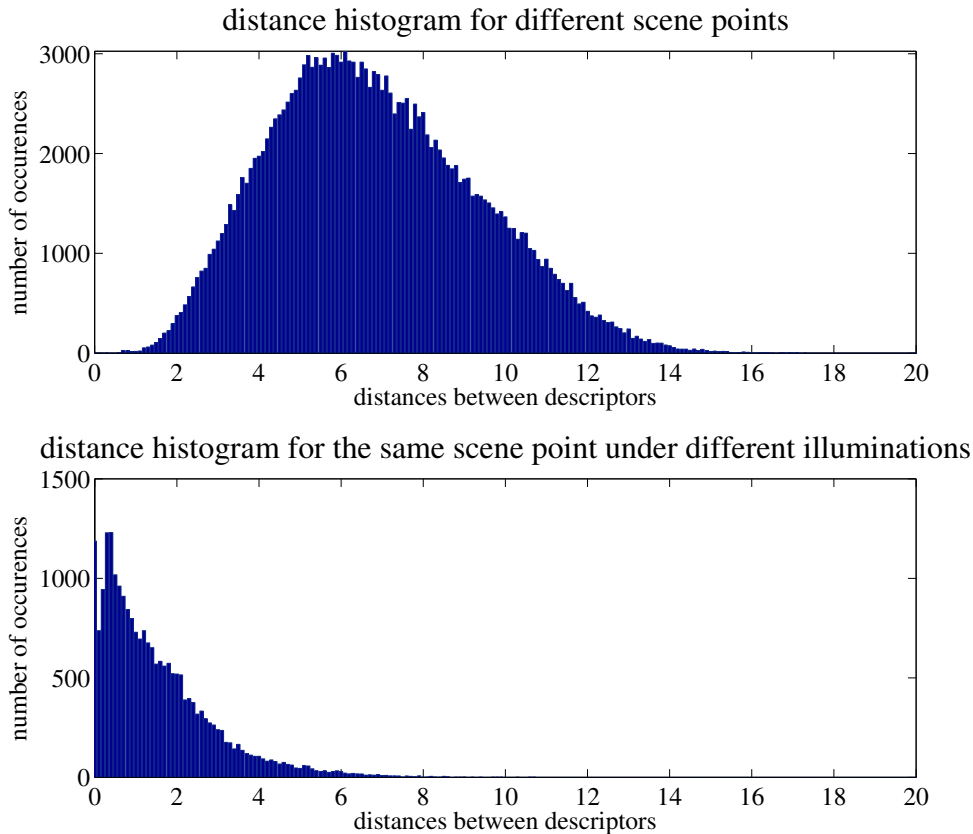 distance histogram for different scene points
3000
2000
1000
0
number of occurences
0 2 4 6 8 10 12 14 16 18 20
distances between descriptors
distance histogram for the same scene point under different illuminations
1500
1000
500
0
number of occurences
0 2 4 6 8 10 12 14 16 18 20
distances between descriptors